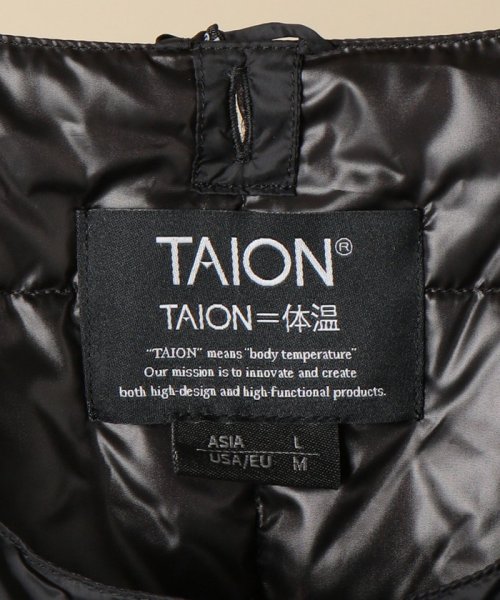 TAION®
TAION=体温
"TAION" means "body temperature"
Our mission is to innovate and create
both high-design and high-functional products.
ASIA L
USA/EU M